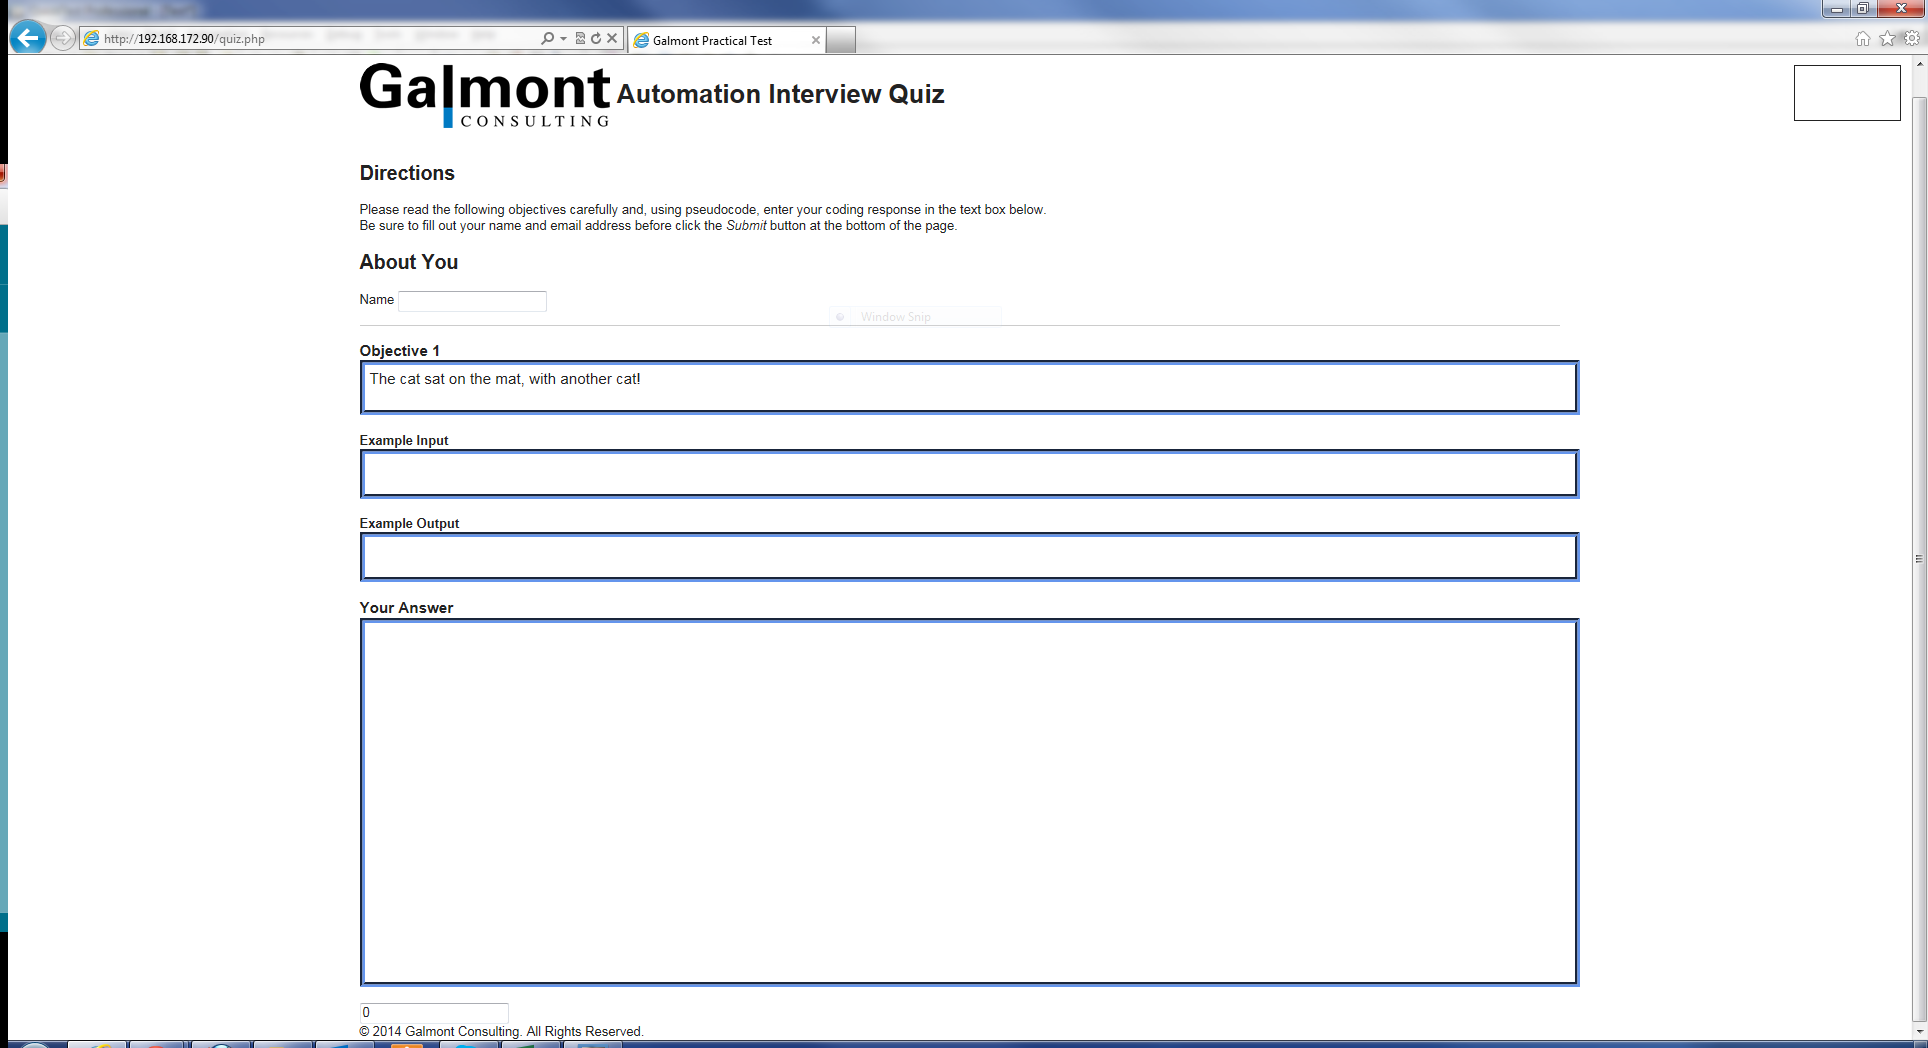 http://192.168.172.90/quiz.php
Galmont Practical Test
Galmont
CONSULTING
Automation Interview Quiz
Directions
Please read the following objectives carefully and, using pseudocode, enter your coding response in the text box below.
Be sure to fill out your name and email address before click the Submit button at the bottom of the page.
About You
Name
Window Snip
Objective 1
The cat sat on the mat, with another cat!
Example Input
Example Output
Your Answer
0
© 2014 Galmont Consulting. All Rights Reserved.